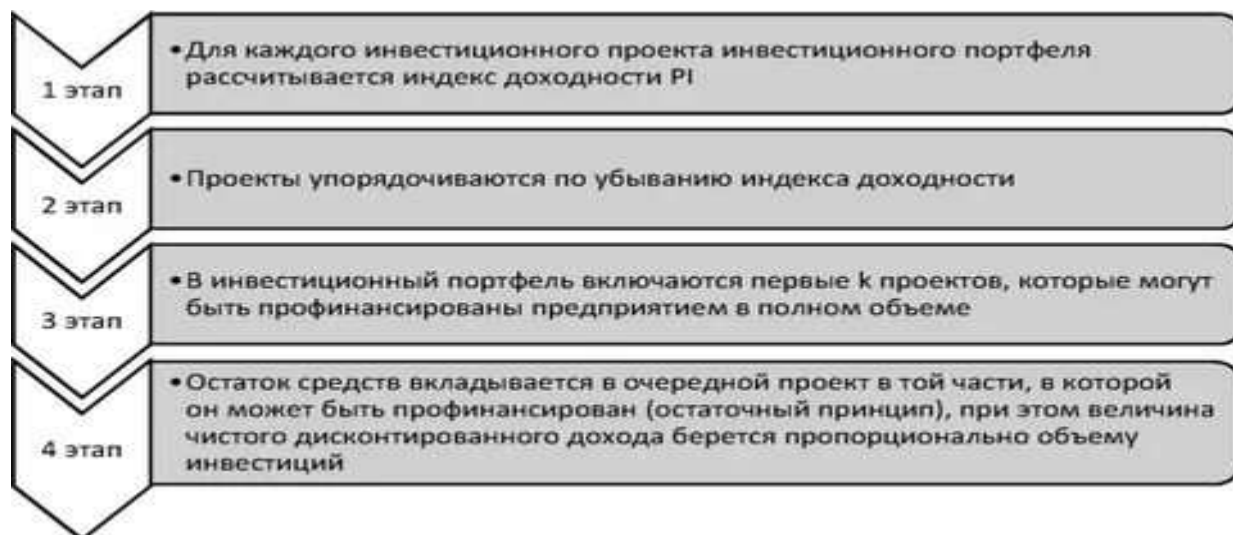 1 этап
•Для каждого инвестиционного проекта инвестиционного портфеля
рассчитывается индекс доходности PI
2 этап
•Проекты упорядочиваются по убыванию индекса доходности
3 этап
•В инвестиционный портфель включаются первые k проектов, которые могут
быть профинансированы предприятием в полном объеме
4 этап
•Остаток средств вкладывается в очередной проект в той части, в которой
он может быть профинансирован (остаточный принцип), при этом величина
чистого дисконтированного дохода берется пропорционально объему
инвестиций